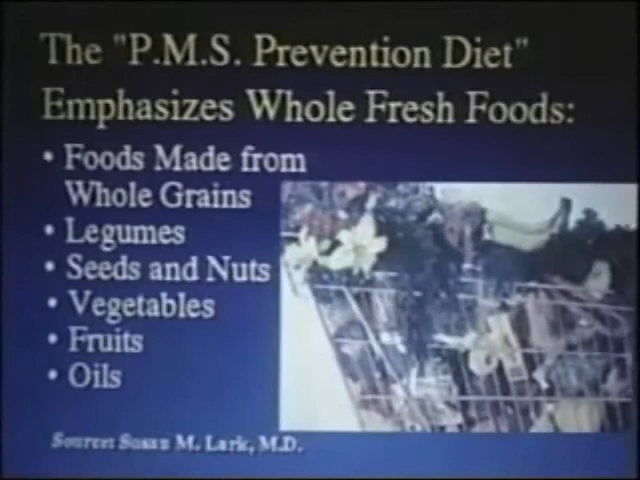 The "P.M.S. Prevention Diet"
Emphasizes Whole Fresh Foods:
• Foods Made from
Whole Grains
• Legumes
• Seeds and Nuts
• Vegetables
• Fruits
• Oils
Source: Susan M. Lark, M.D.